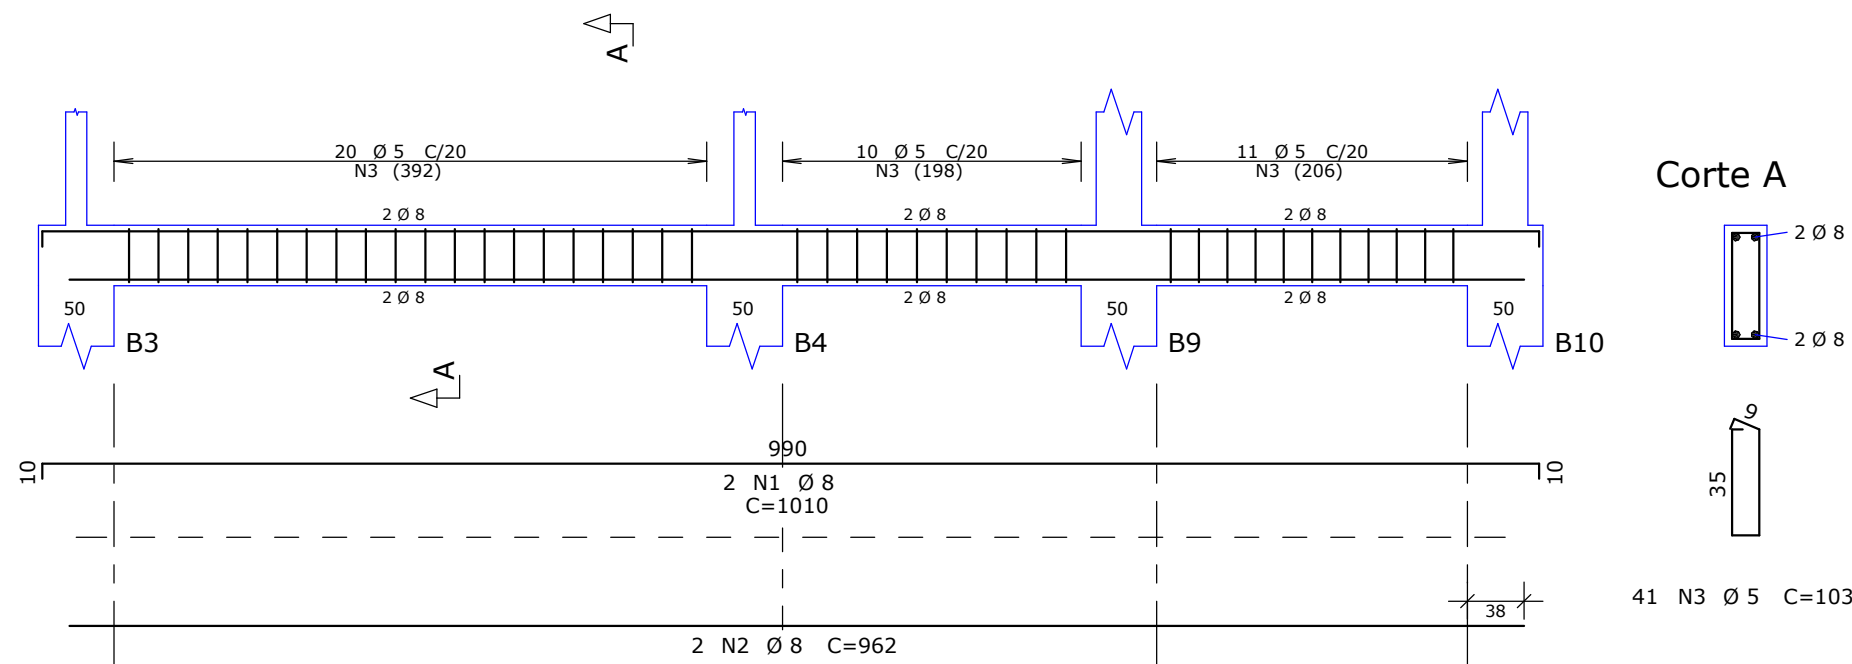 A
20 Ø 5 C/20
N3 (392)
10 Ø 5 C/20
N3 (198)
11 Ø 5 C/20
N3 (206)
Corte A
2 Ø 8
2 Ø 8
2 Ø 8
2 Ø 8
2 Ø 8
2 Ø 8
2 Ø 8
50
50
50
50
B3
B4
B9
B10
2 Ø 8
A
9
990
10
10
35
2 N1 Ø 8
C=1010
41 N3 Ø 5 C=103
38
2 N2 Ø 8 C=962